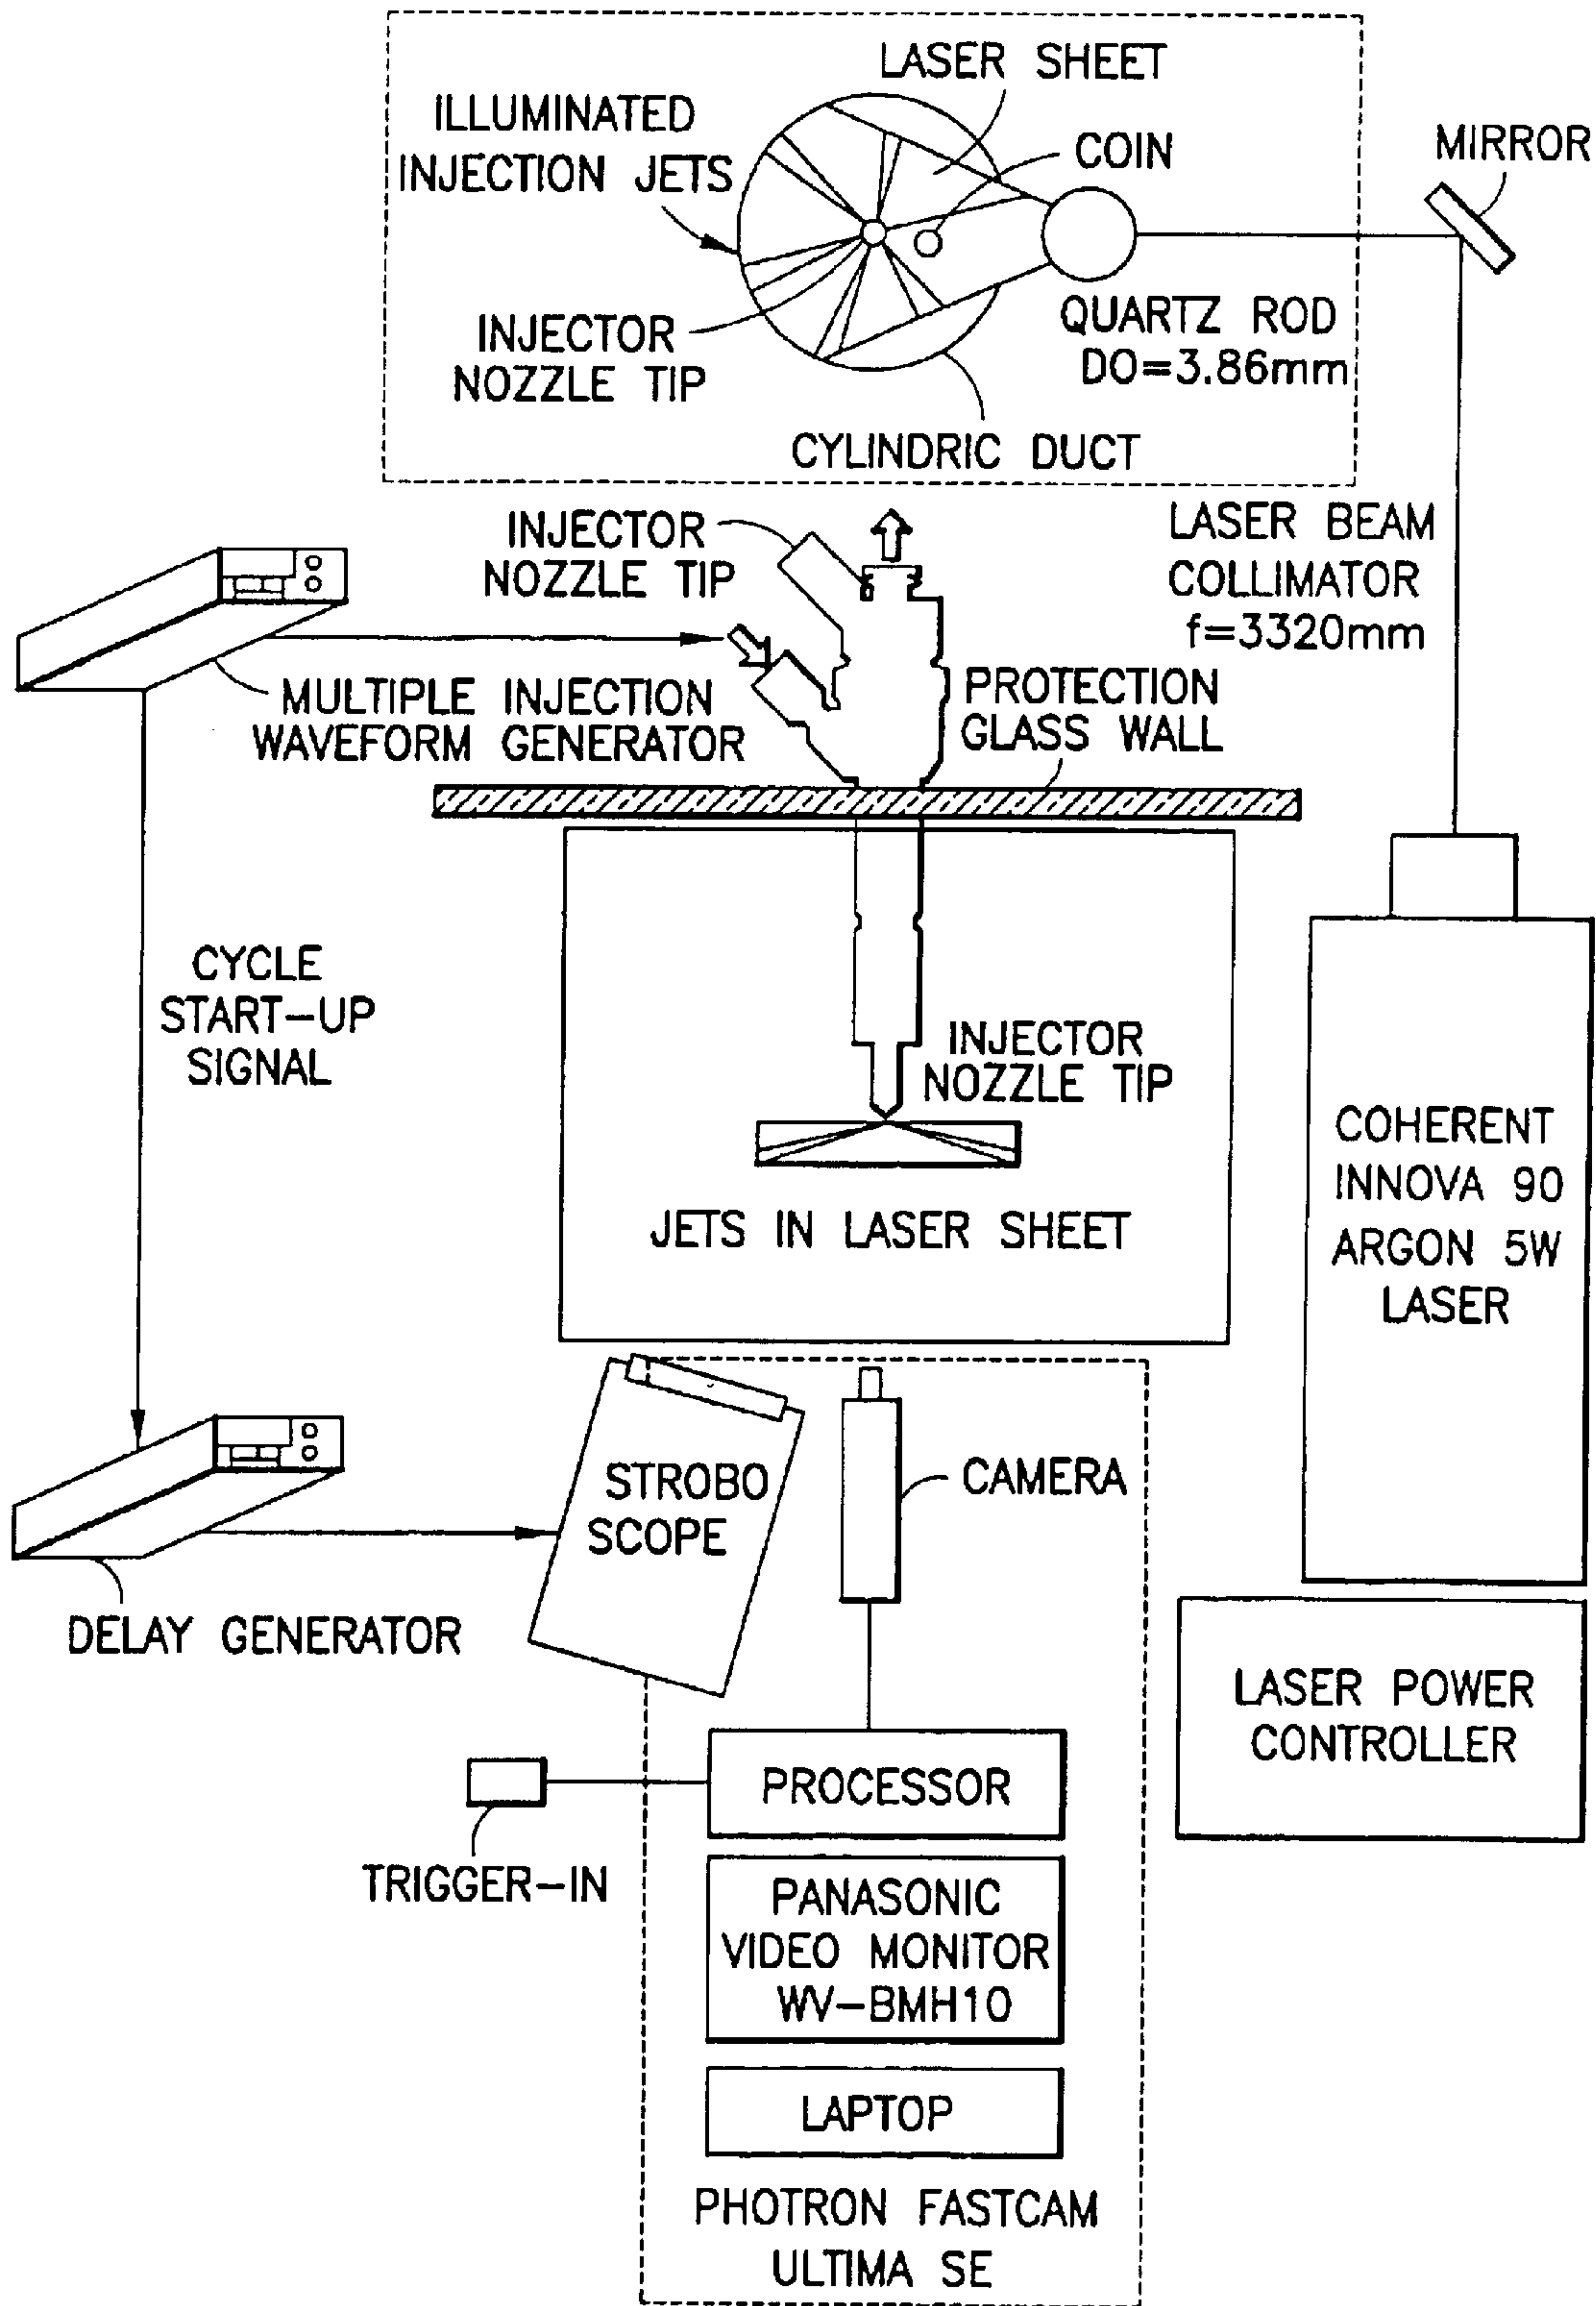 LASER SHEET
ILLUMINATED
INJECTION JETS
COIN
MIRROR
INJECTOR
NOZZLE TIP
QUARTZ ROD
DO=3.86mm
CYLINDRIC DUCT
INJECTOR
NOZZLE TIP
LASER BEAM
COLLIMATOR
f=3320mm
MULTIPLE INJECTION
WAVEFORM GENERATOR
PROTECTION
GLASS WALL
CYCLE
START-UP
SIGNAL
INJECTOR
NOZZLE TIP
JETS IN LASER SHEET
COHERENT
INNOVA 90
ARGON 5W
LASER
STROBO
SCOPE
CAMERA
DELAY GENERATOR
LASER POWER
CONTROLLER
PROCESSOR
TRIGGER-IN
PANASONIC
VIDEO MONITOR
WV-BMH10
LAPTOP
PHOTRON FASTCAM
ULTIMA SE